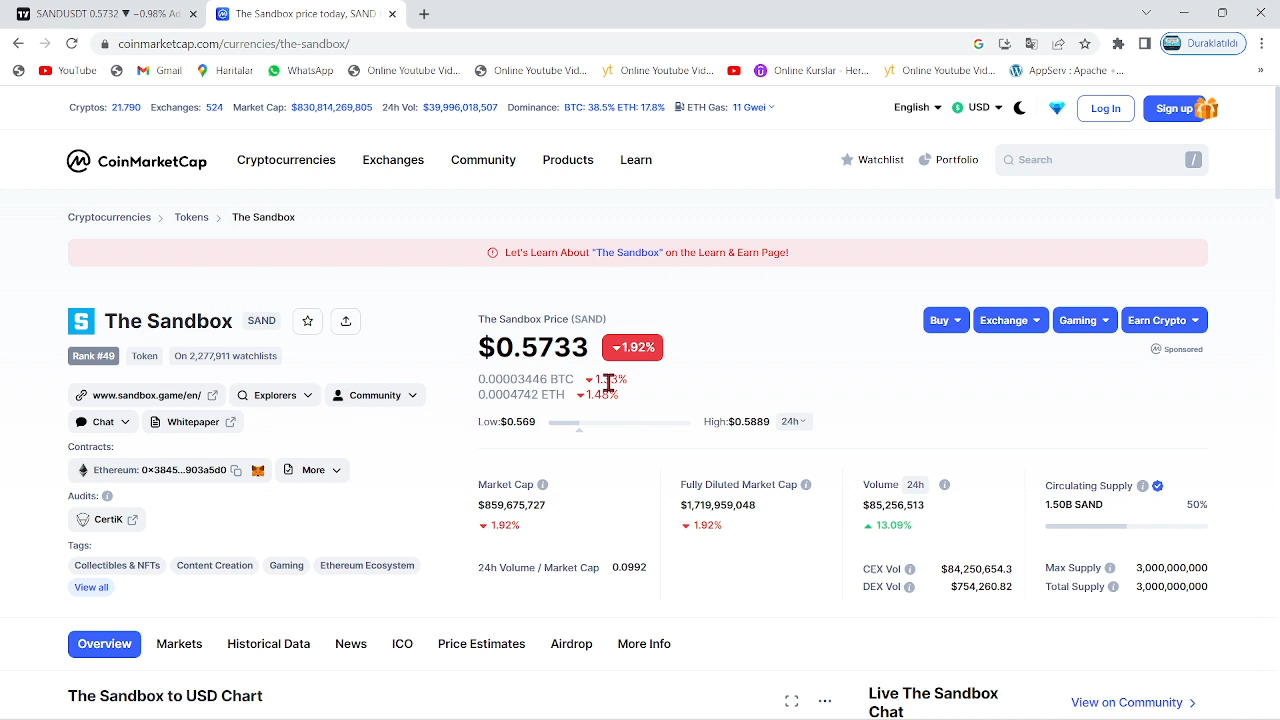 SANDUSDT 0.5732 ▼ −0.98% Ad
The Sandbox price today, SAND
coinmarketcap.com/currencies/the-sandbox/
Duraklatıldı
YouTube
Gmail
Haritalar
WhatsApp
Online Youtube Vid...
Online Youtube Vid...
Online Youtube Vid...
Online Kurslar - Her...
Online Youtube Vid...
AppServ : Apache +...
»
Cryptos: 21.790 Exchanges: 524 Market Cap: $830,814,269,805 24h Vol: $39,996,018,507 Dominance: BTC: 38.5% ETH: 17.8% ETH Gas: 11 Gwei
English
USD
Log In
Sign up
CoinMarketCap
Cryptocurrencies
Exchanges
Community
Products
Learn
Watchlist
Portfolio
Search
/
Cryptocurrencies > Tokens > The Sandbox
Let's Learn About "The Sandbox" on the Learn & Earn Page!
The Sandbox SAND
Rank #49
Token
On 2,277,911 watchlists
www.sandbox.game/en/
Explorers
Community
Chat
Whitepaper
Contracts:
Ethereum: 0x3845...903a5d0
More
Audits:
CertiK
Tags:
Collectibles & NFTs
Content Creation
Gaming
Ethereum Ecosystem
View all
The Sandbox Price (SAND)
$0.5733 ▼1.92%
0.00003446 BTC
0.0004742 ETH ▼1.48%
Low:$0.569
High:$0.5889
24h
Buy
Exchange
Gaming
Earn Crypto
Sponsored
Market Cap
$859,675,727
▼ 1.92%
24h Volume / Market Cap 0.0992
Fully Diluted Market Cap
$1,719,959,048
▼ 1.92%
Volume 24h
$85,256,513
▲ 13.09%
CEX Vol $84,250,654.3
DEX Vol $754,260.82
Circulating Supply
1.50B SAND 50%
Max Supply 3,000,000,000
Total Supply 3,000,000,000
Overview
Markets
Historical Data
News
ICO
Price Estimates
Airdrop
More Info
The Sandbox to USD Chart
Live The Sandbox
Chat
View on Community >